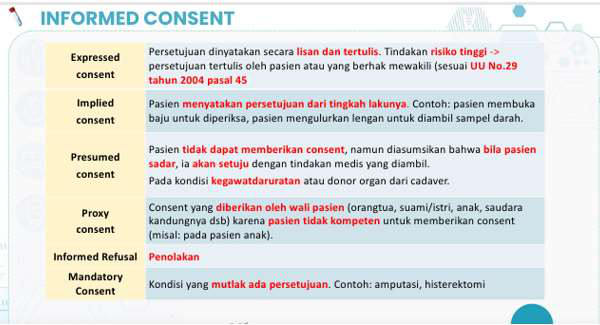 INFORMED CONSENT
Expressed
consent
Persetujuan dinyatakan secara lisan dan tertulis. Tindakan risiko tinggi ->
persetujuan tertulis oleh pasien atau yang berhak mewakili (sesuai UU No.29
tahun 2004 pasal 45
Implied
consent
Pasien menyatakan persetujuan dari tingkah lakunya. Contoh: pasien membuka
baju untuk diperiksa, pasien mengulurkan lengan untuk diambil sampel darah.
Presumed
consent
Pasien tidak dapat memberikan consent, namun diasumsikan bahwa bila pasien
sadar, ia akan setuju dengan tindakan medis yang diambil.
Pada kondisi kegawatdaruratan atau donor organ dari cadaver.
Proxy
consent
Consent yang diberikan oleh wali pasien (orangtua, suami/istri, anak, saudara
kandungnya dsb) karena pasien tidak kompeten untuk memberikan consent
(misal: pada pasien anak).
Informed Refusal
Penolakan
Mandatory
Consent
Kondisi yang mutlak ada persetujuan. Contoh: amputasi, histerektomi